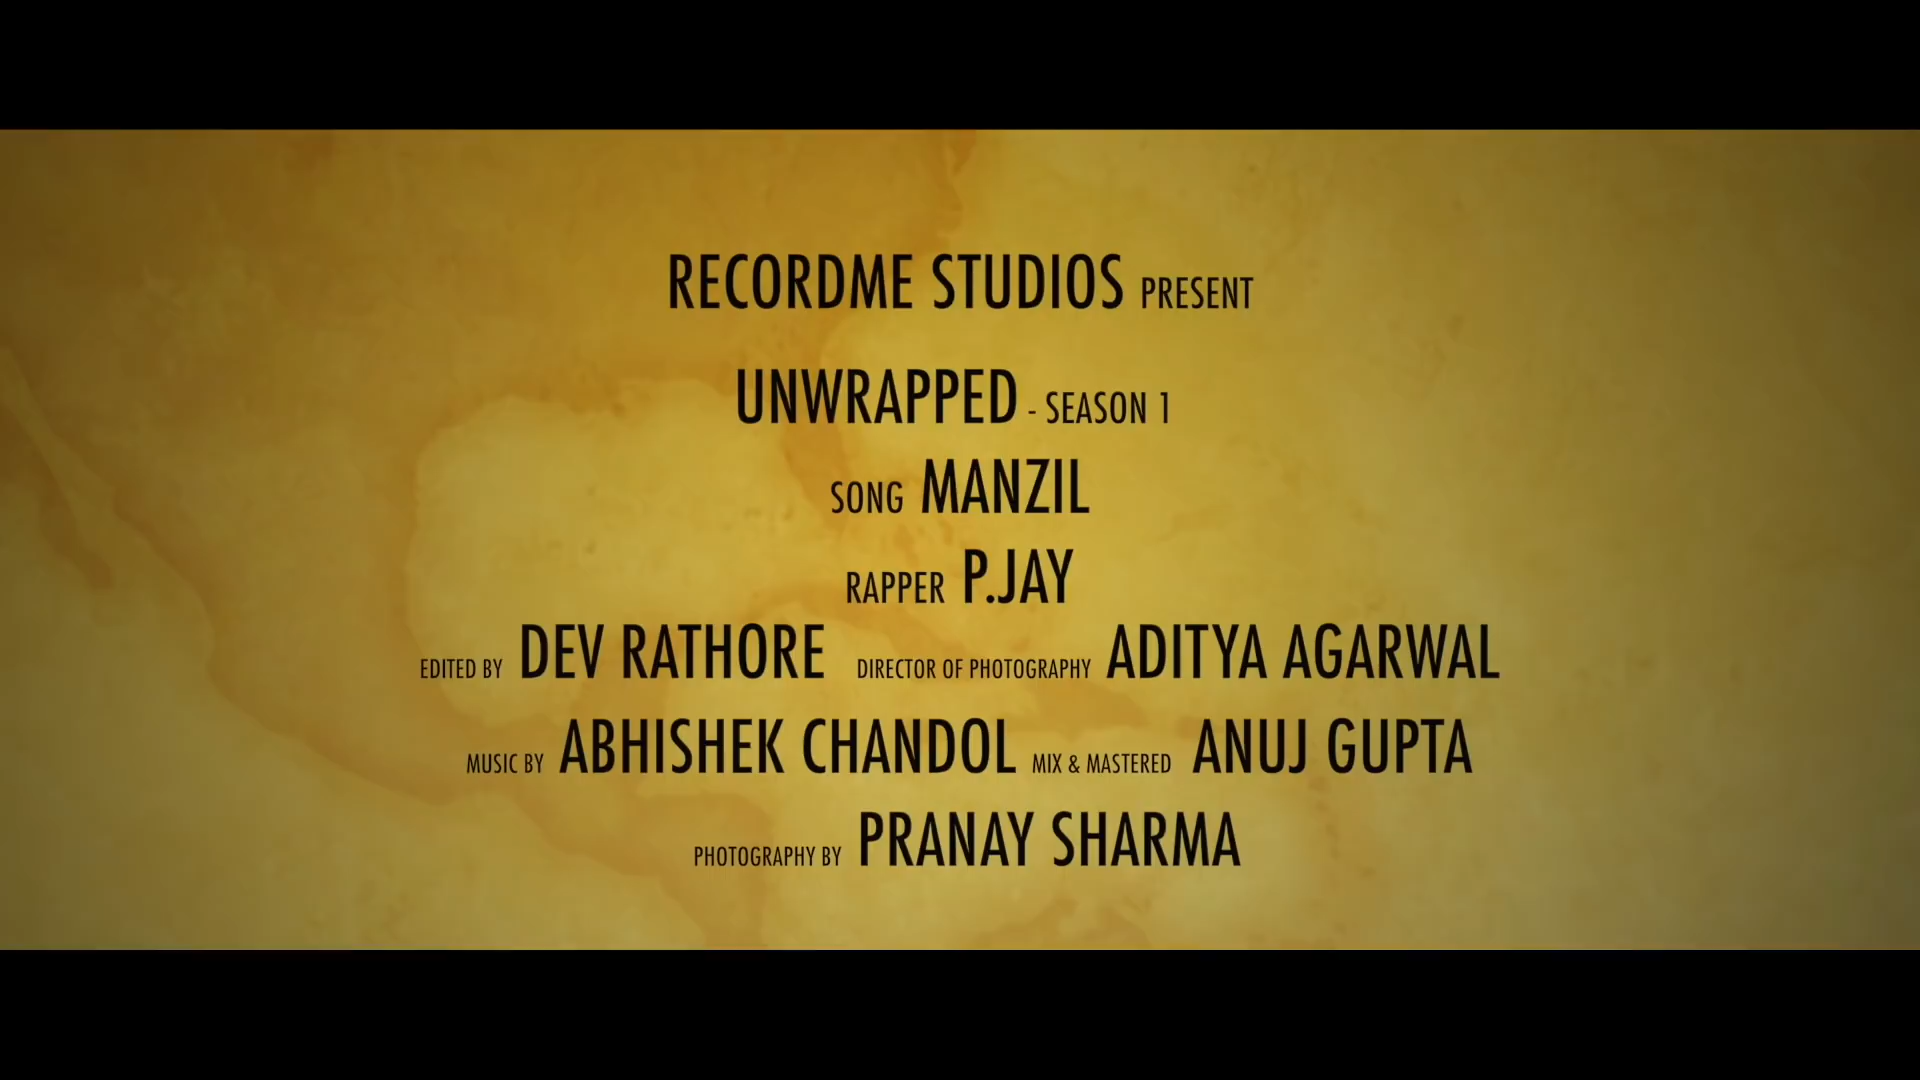 RECORDME STUDIOS PRESENT
UNWRAPPED - SEASON 1
SONG MANZIL
RAPPER P.JAY
EDITED BY DEV RATHORE DIRECTOR OF PHOTOGRAPHY ADITYA AGARWAL
MUSIC BY ABHISHEK CHANDOL MIX & MASTERED ANUJ GUPTA
PHOTOGRAPHY BY PRANAY SHARMA